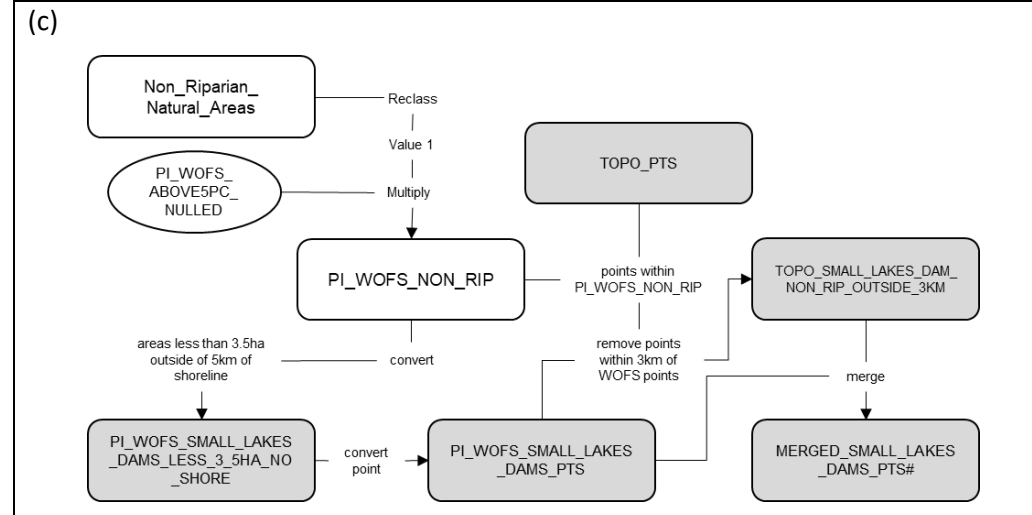 (c)
Non_Riparian_
Natural_Areas
Reclass
Value 1
PI_WOFS_
ABOVE5PC_
NULLED
Multiply
TOPO_PTS
PI_WOFS_NON_RIP
points within
PI_WOFS_NON_RIP
TOPO_SMALL_LAKES_DAM_
NON_RIP_OUTSIDE_3KM
areas less than 3.5ha
outside of 5km of
shoreline
convert
remove points
within 3km of
WOFS points
merge
PI_WOFS_SMALL_LAKES
_DAMS_LESS_3_5HA_NO
_SHORE
convert
point
PI_WOFS_SMALL_LAKES
_DAMS_PTS
MERGED_SMALL_LAKES
_DAMS_PTS#